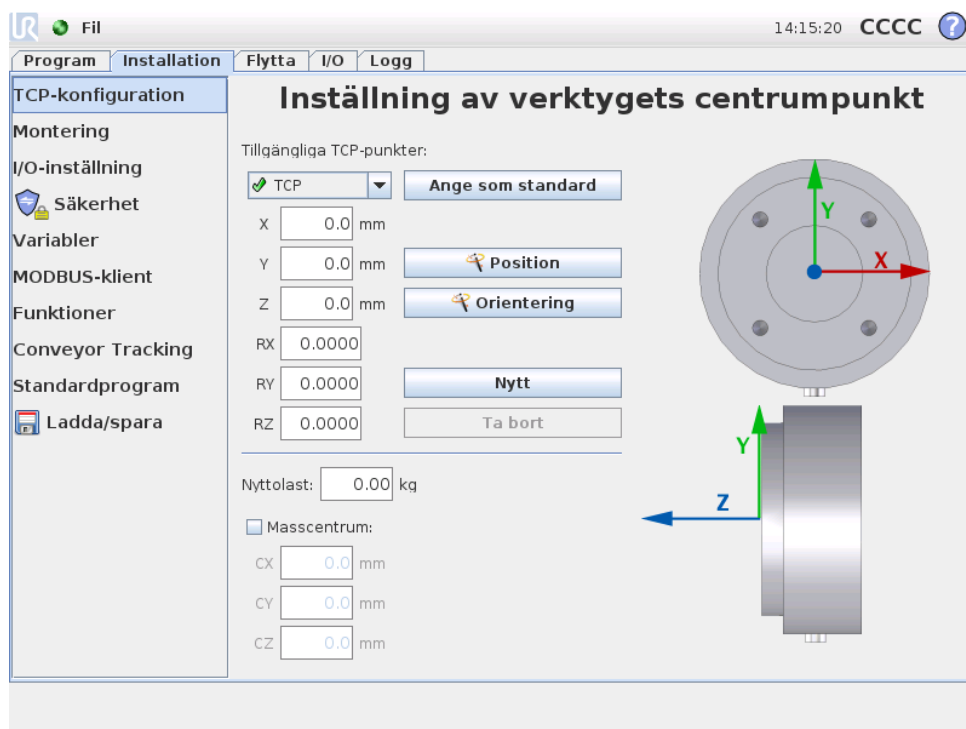 UR Fil 14:15:20 CCCC ?
Program Installation Flytta I/O Logg
TCP-konfiguration
Montering
I/O-inställning
Säkerhet
Variabler
MODBUS-klient
Funktioner
Conveyor Tracking
Standardprogram
Ladda/spara
Inställning av verktygets centrumpunkt
Tillgängliga TCP-punkter:
TCP Ange som standard
X 0.0 mm
Y 0.0 mm Position
Z 0.0 mm Orientering
RX 0.0000
RY 0.0000 Nytt
RZ 0.0000 Ta bort
Nyttolast: 0.00 kg
Masscentrum:
CX 0.0 mm
CY 0.0 mm
CZ 0.0 mm
Y
X
Y
Z